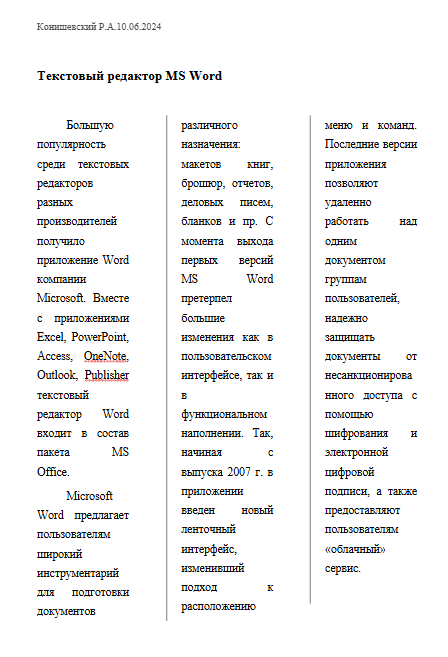 Конишевский Р.А.10.06.2024
Текстовый редактор MS Word
Большую
популярность
среди текстовых
редакторов
разных
производителей
получило
приложение Word
компании
Microsoft. Вместе
с приложениями
Excel, PowerPoint,
Access, OneNote,
Outlook, Publisher
текстовый
редактор Word
входит в состав
пакета MS
Office.
Microsoft
Word предлагает
пользователям
широкий
инструментарий
для подготовки
документов
различного
назначения:
макетов книг,
брошюр, отчетов,
деловых писем,
бланков и пр. С
момента выхода
первых версий
MS Word
претерпел
большие
изменения как в
пользовательском
интерфейсе, так и
в
функциональном
наполнении. Так,
начиная с
выпуска 2007 г. в
приложении
введен новый
ленточный
интерфейс,
изменивший
подход к
расположению
меню и команд.
Последние версии
приложения
позволяют
удаленно
работать над
одним
документом
группам
пользователей,
надежно
защищать
документы от
несанкционирова
нного доступа с
помощью
шифрования и
электронной
цифровой
подписи, а также
предоставляют
пользователям
«облачный»
сервис.